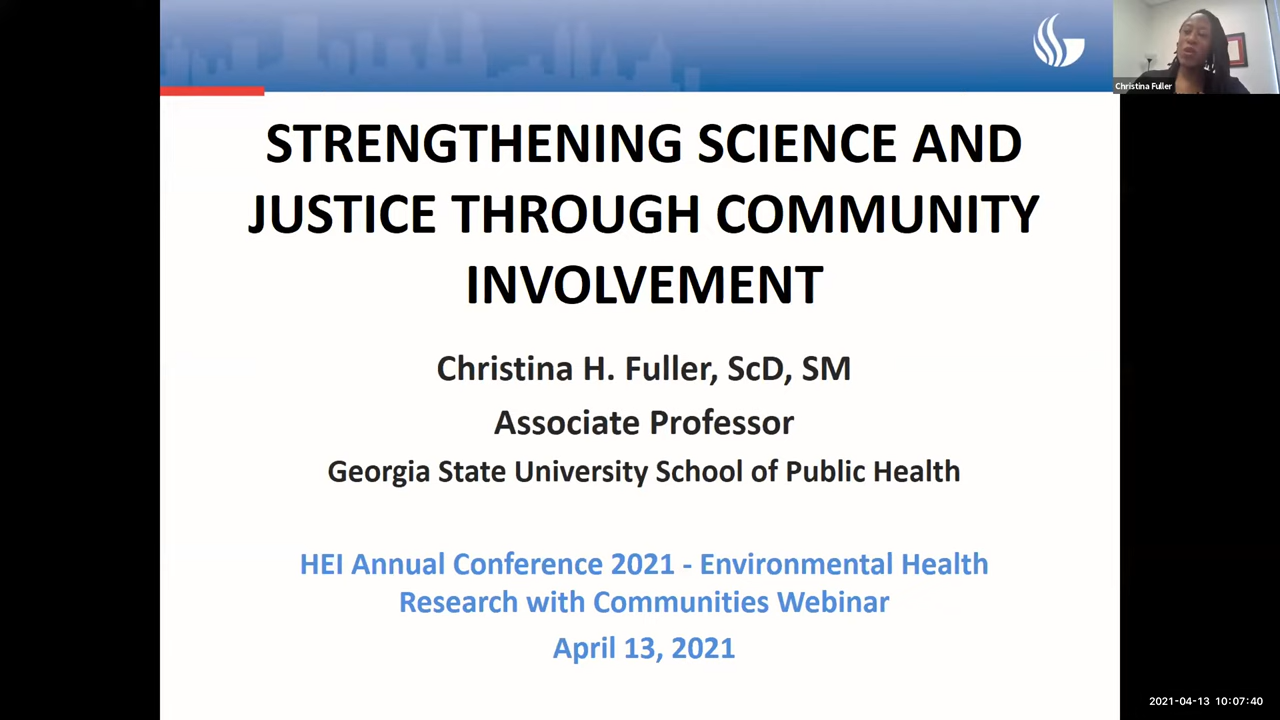 Christina Fuller
STRENGTHENING SCIENCE AND
JUSTICE THROUGH COMMUNITY
INVOLVEMENT
Christina H. Fuller, ScD, SM
Associate Professor
Georgia State University School of Public Health
HEI Annual Conference 2021 - Environmental Health
Research with Communities Webinar
April 13, 2021
2021-04-13 10:07:40